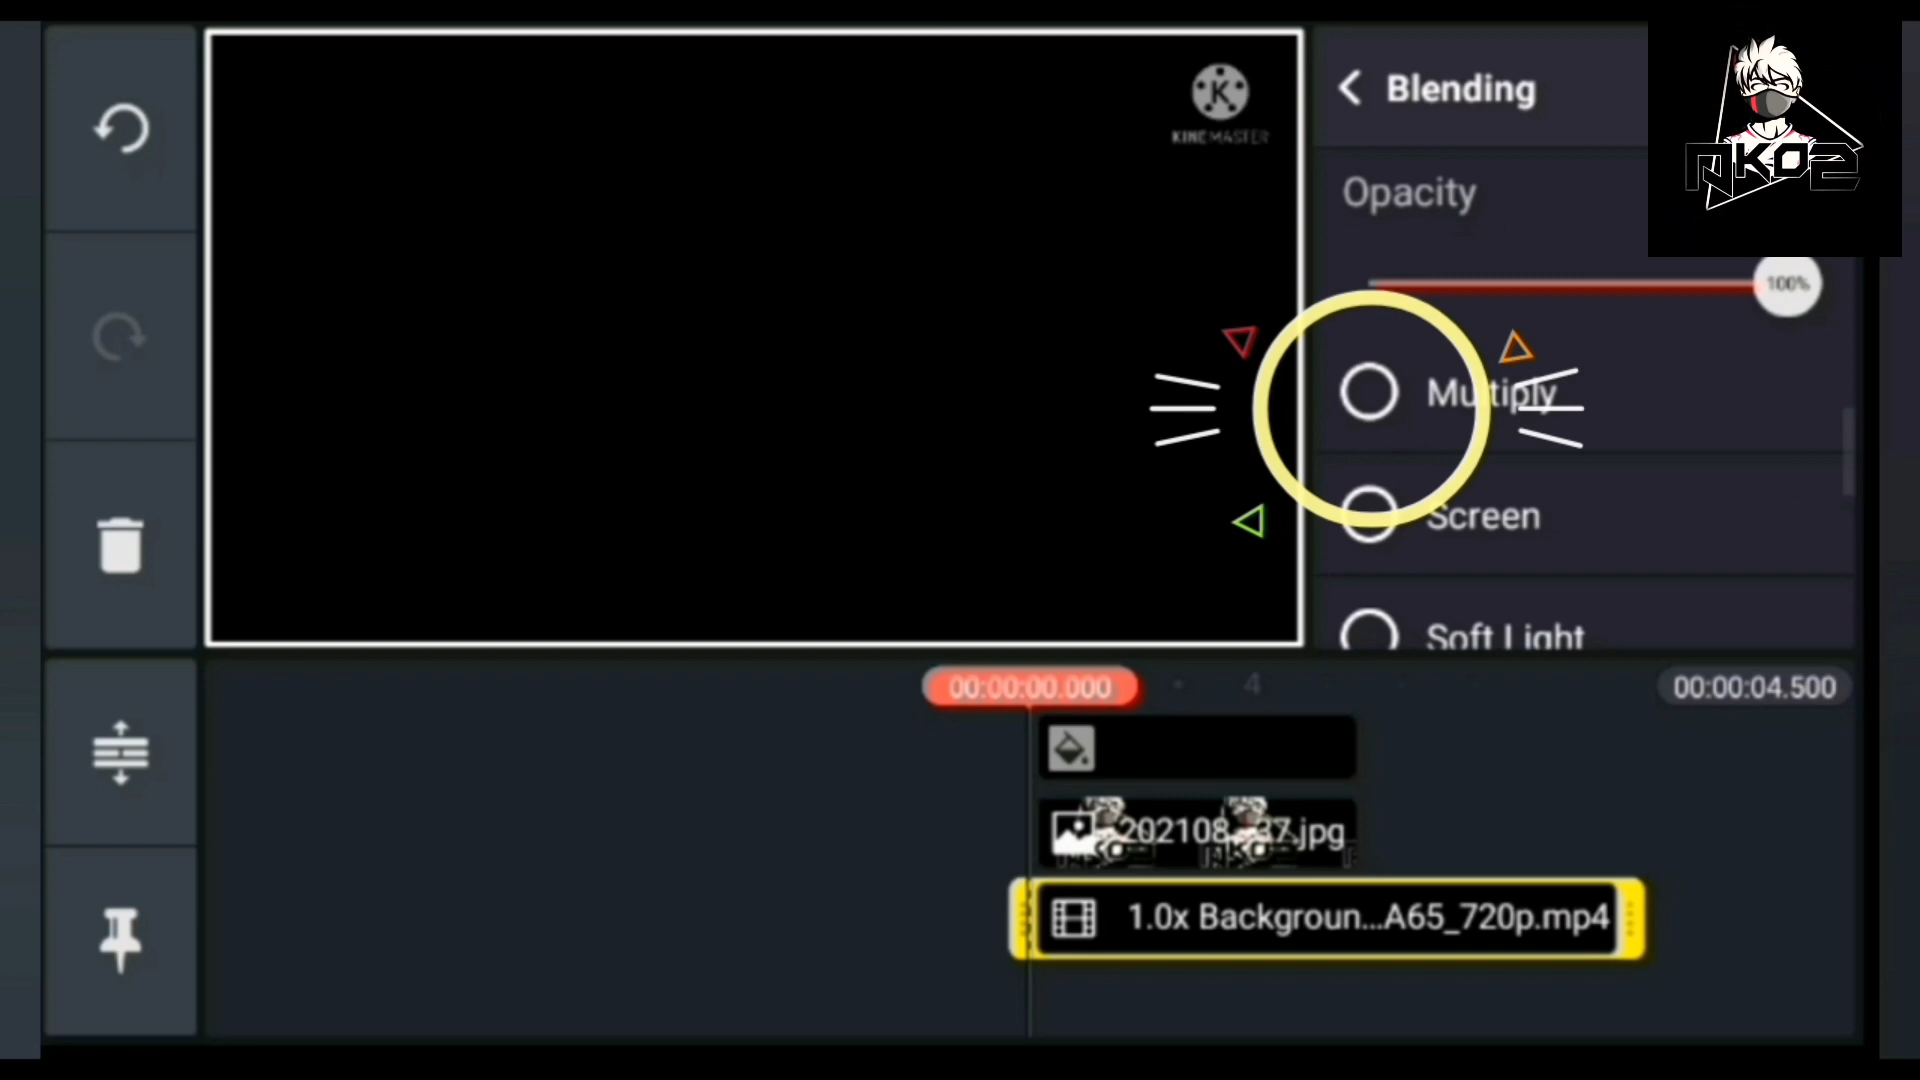 KINEMASTER
Blending
Opacity
100%
Multiply
Screen
Soft Light
00:00:00.000
4
00:00:04.500
202108...37.jpg
1.0x Backgroun...A65_720p.mp4